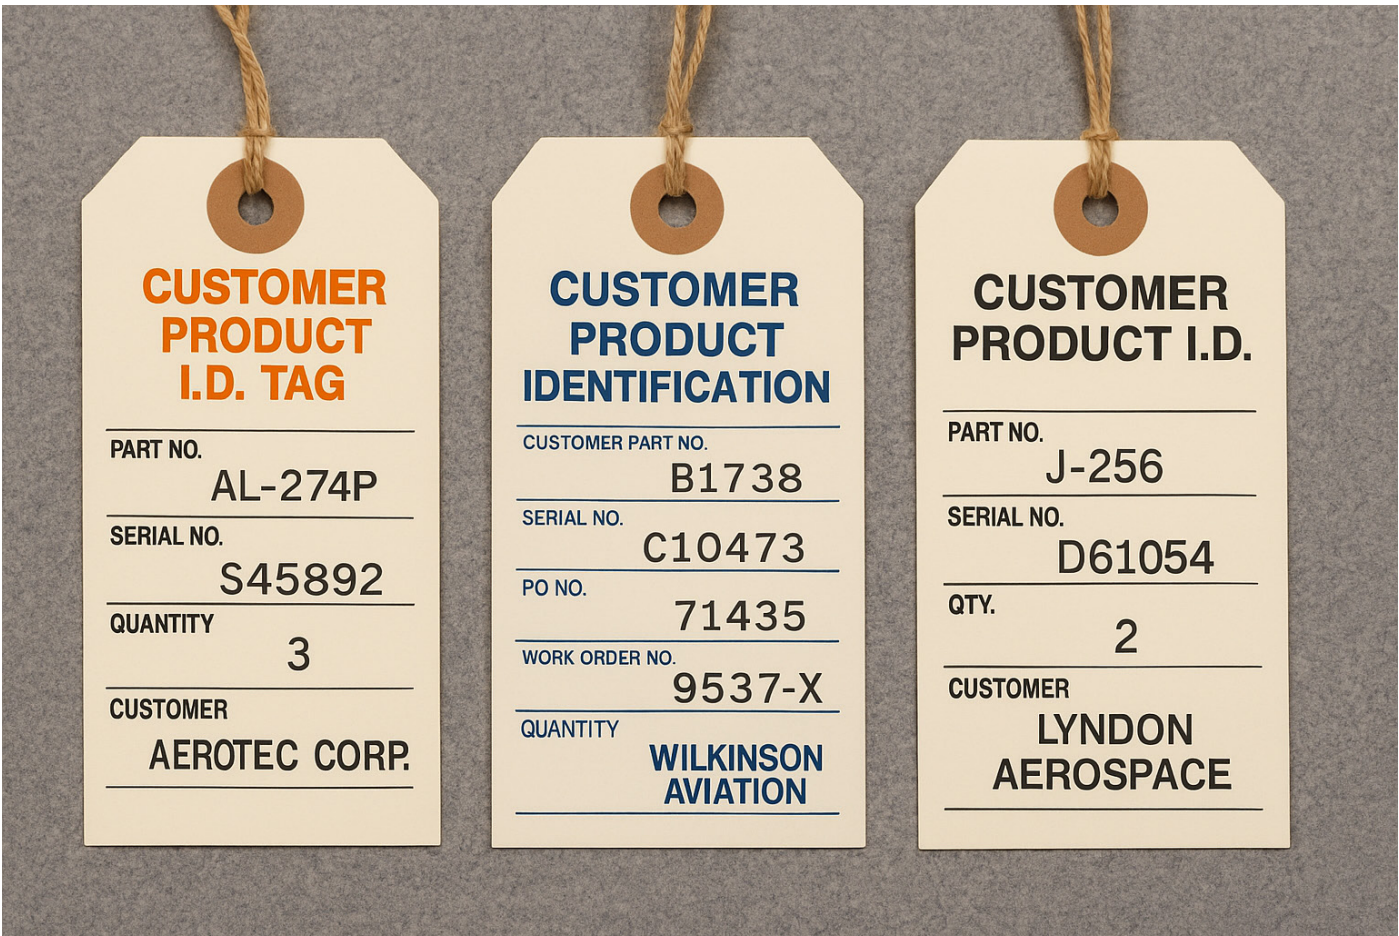 CUSTOMER
PRODUCT
I.D. TAG
PART NO.
AL-274P
SERIAL NO.
S45892
QUANTITY
3
CUSTOMER
AEROTEC CORP.
CUSTOMER
PRODUCT
IDENTIFICATION
CUSTOMER PART NO.
B1738
SERIAL NO.
C10473
PO NO.
71435
WORK ORDER NO.
9537-X
QUANTITY
WILKINSON
AVIATION
CUSTOMER
PRODUCT I.D.
PART NO.
J-256
SERIAL NO.
D61054
QTY.
2
CUSTOMER
LYNDON
AEROSPACE